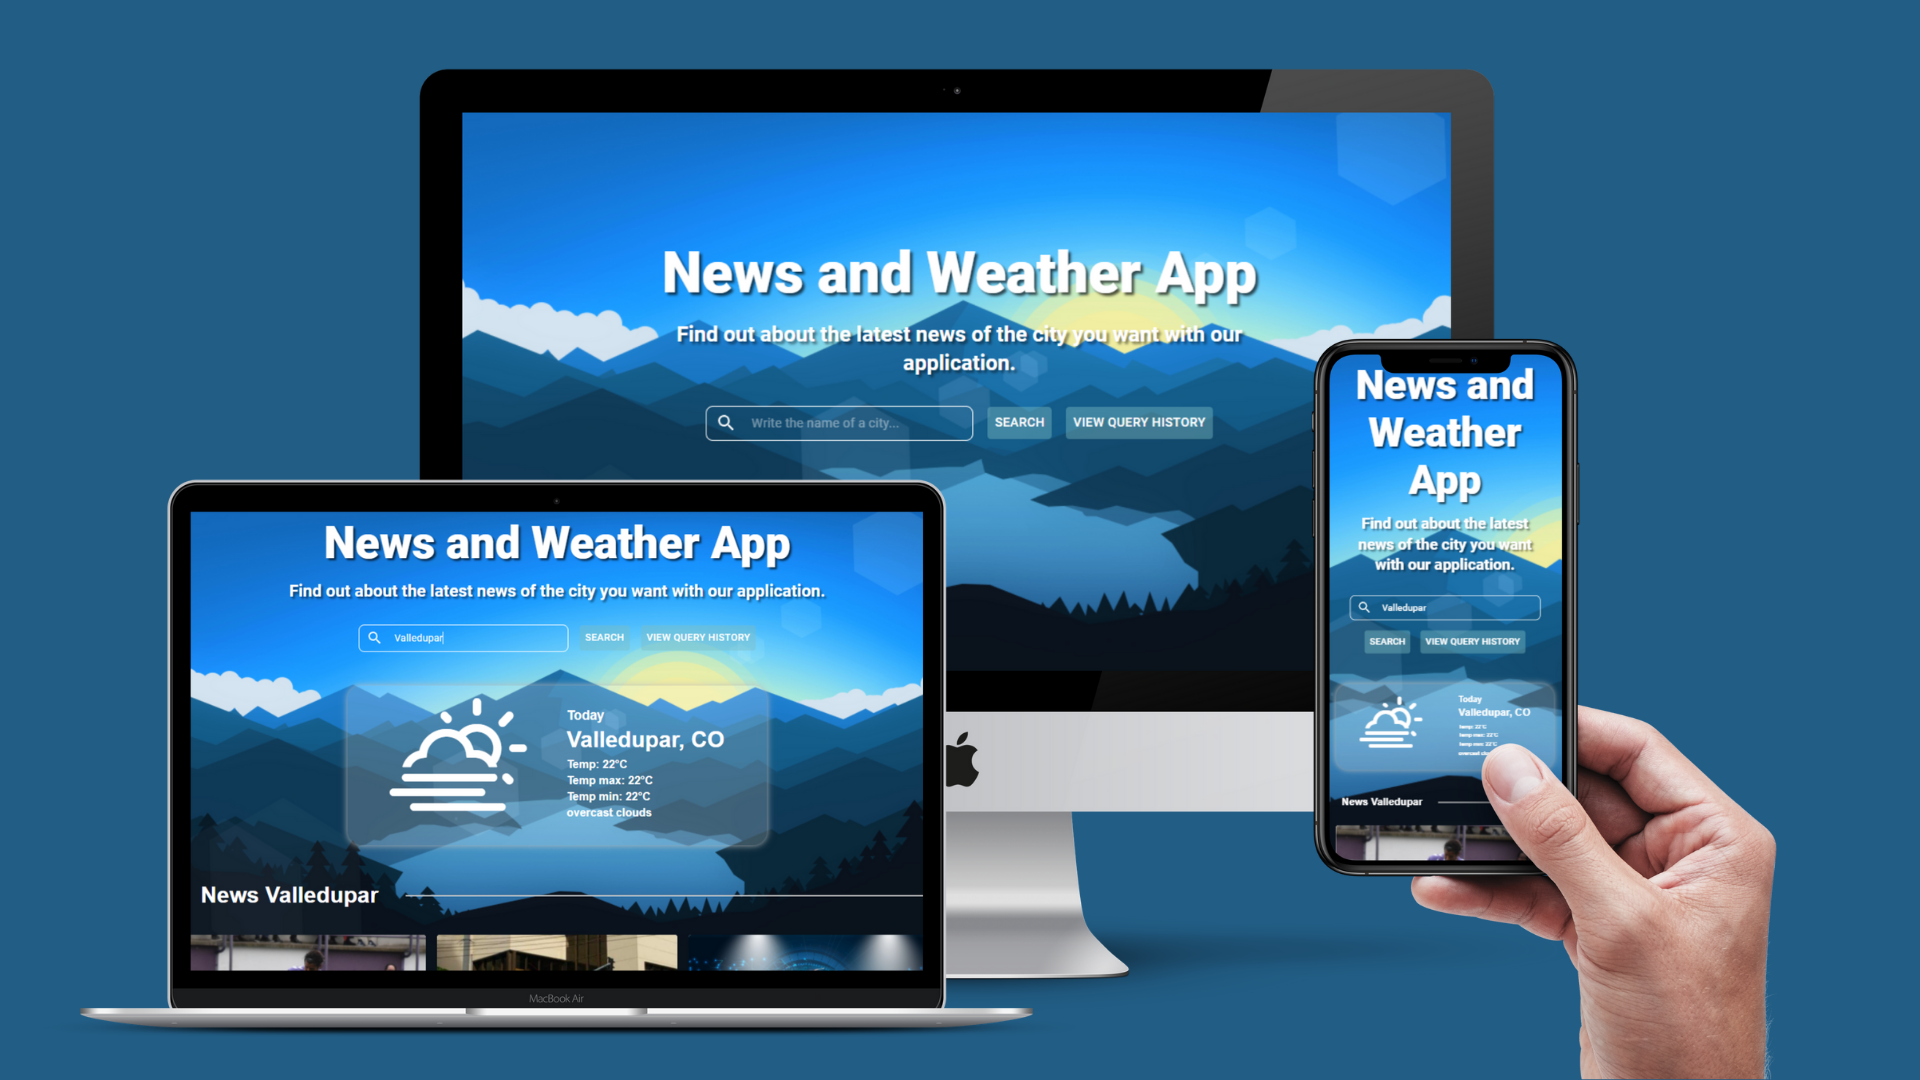 News and Weather App
Find out about the latest news of the city you want with our
application.
Write the name of a city...
SEARCH
VIEW QUERY HISTORY
News and Weather App
Find out about the latest news of the city you want with our application.
Valledupar
SEARCH
VIEW QUERY HISTORY
Today
Valledupar, CO
Temp: 22°C
Temp max: 22°C
Temp min: 22°C
overcast clouds
News Valledupar
MacBook Air
News and
Weather
App
Find out about the latest
news of the city you want
with our application.
Valledupar
SEARCH
VIEW QUERY HISTORY
Today
Valledupar, CO
Temp: 22°C
Temp max: 22°C
Temp min: 22°C
overcast
News Valledupar